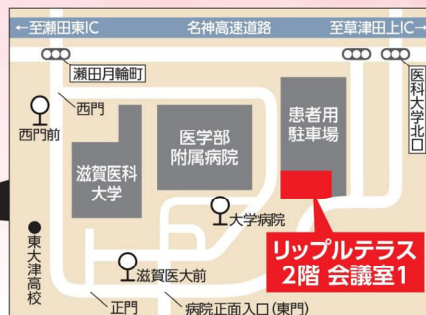 ←至瀬田東IC
名神高速道路
至草津田上IC→
瀬田月輪町
医科大学北口
西門
西門前
滋賀医科
大学
医学部
附属病院
患者用
駐車場
大学病院
リップルテラス
2階 会議室1
東大津高校
滋賀医大前
正門
病院正面入口(東門)